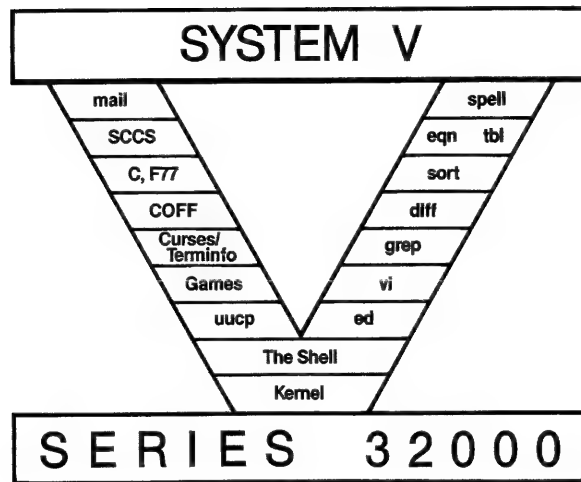 SYSTEM V
mail
spell
SCCS
eqn tbl
C, F77
sort
COFF
diff
Curses/
Terminfo
grep
Games
vi
uucp
ed
The Shell
Kernel
SERIES 32000